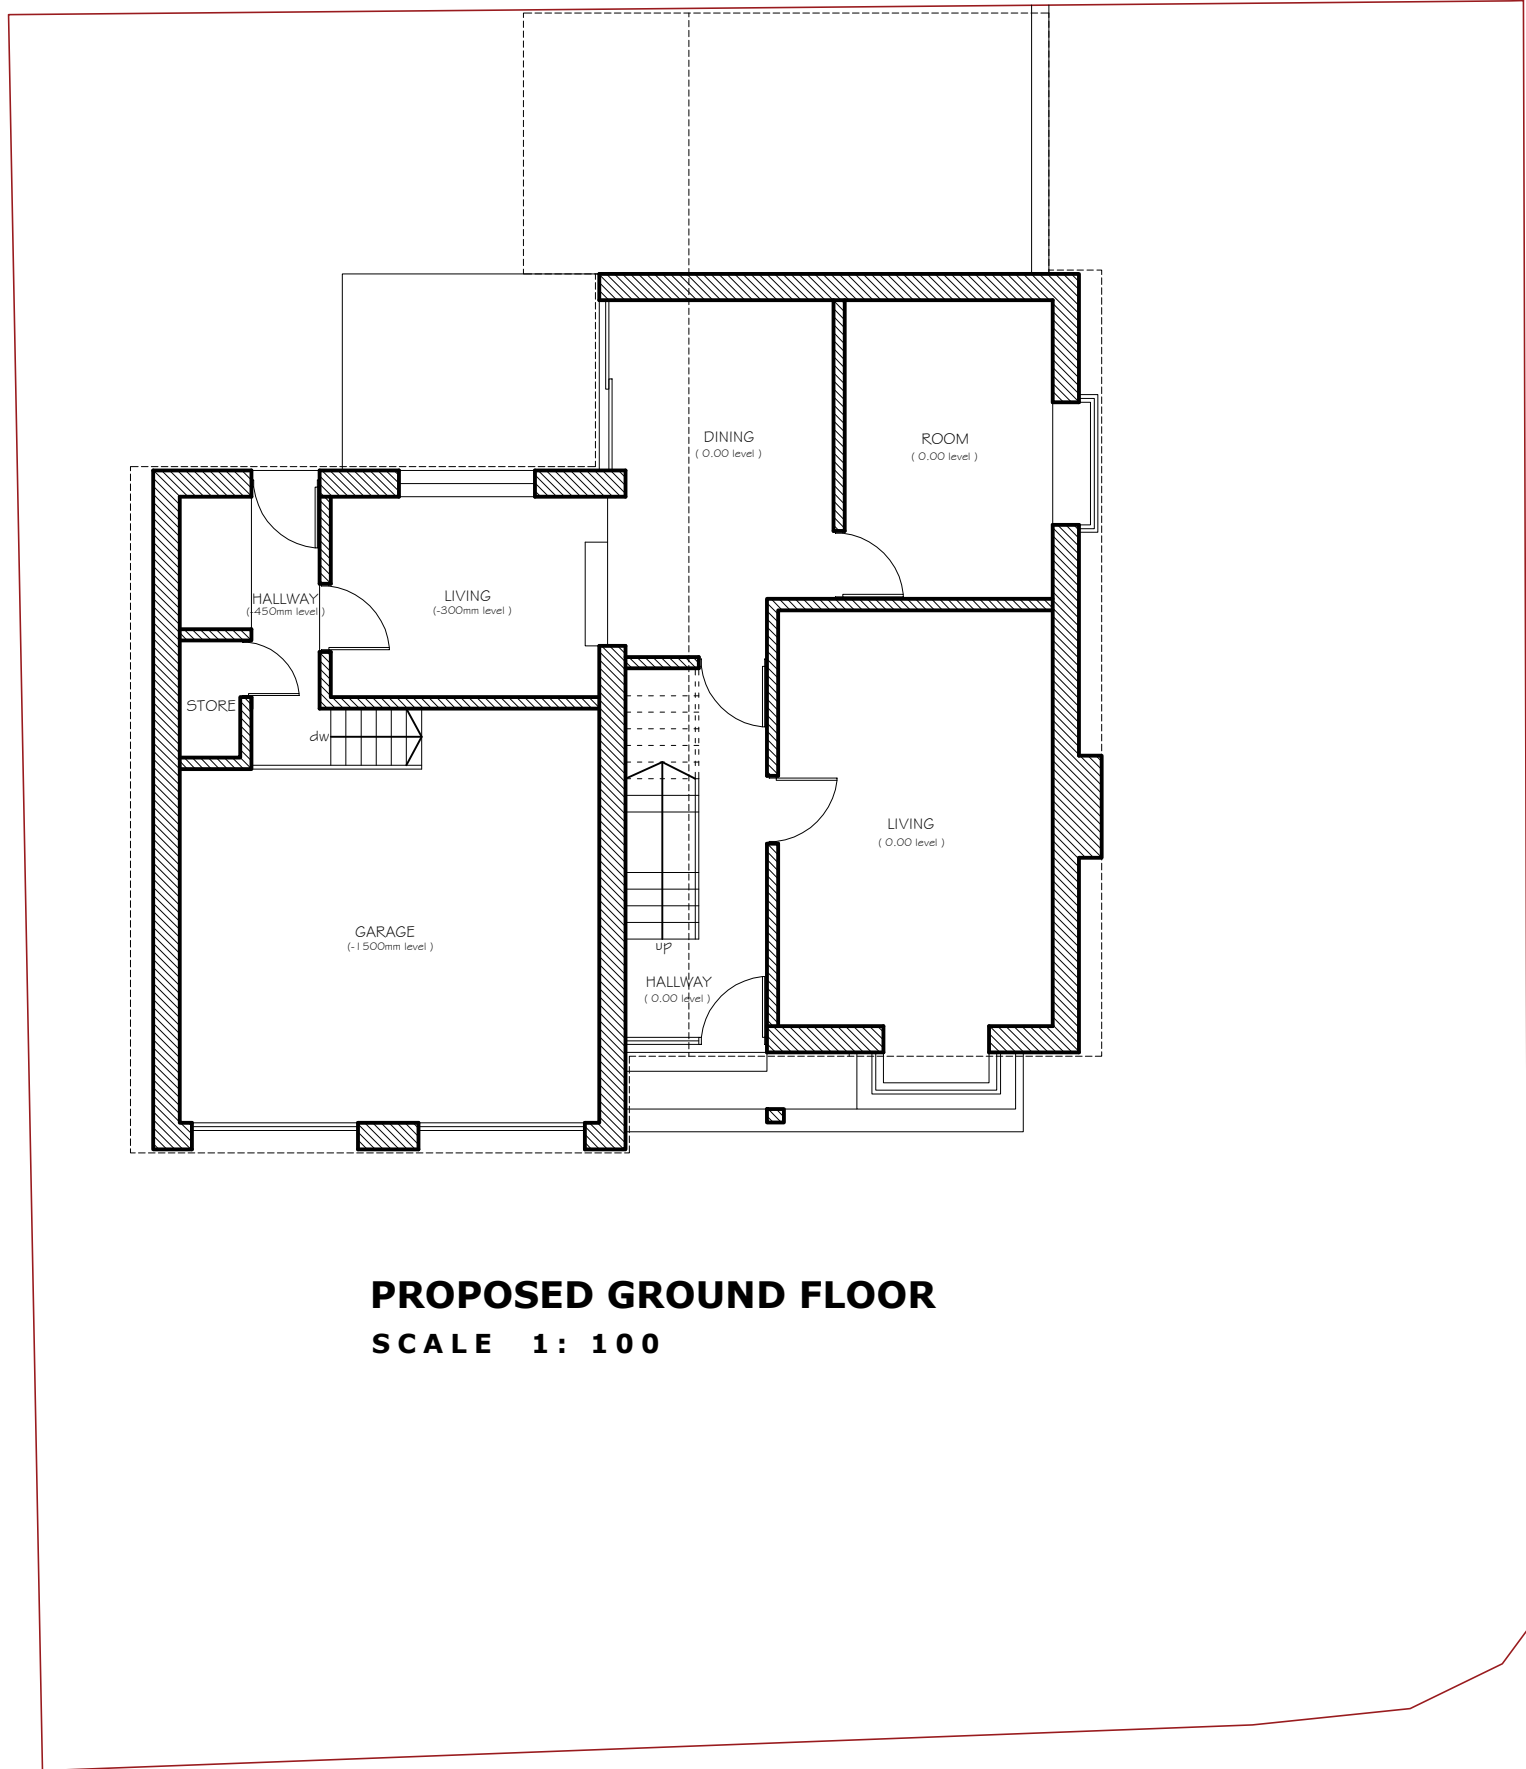 DINING
( 0.00 level )
ROOM
( 0.00 level )
HALLWAY
(-450mm level )
LIVING
(-300mm level )
STORE
dw
LIVING
( 0.00 level )
GARAGE
(-1500mm level )
up
HALLWAY
( 0.00 level )
PROPOSED GROUND FLOOR
SCALE 1: 100